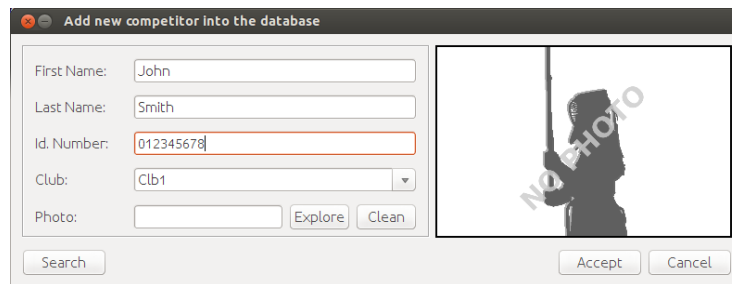 Add new competitor into the database
First Name: John
Last Name: Smith
Id. Number: 012345678
Club: Clb1
Photo: Explore Clean
NO PHOTO
Search Accept Cancel